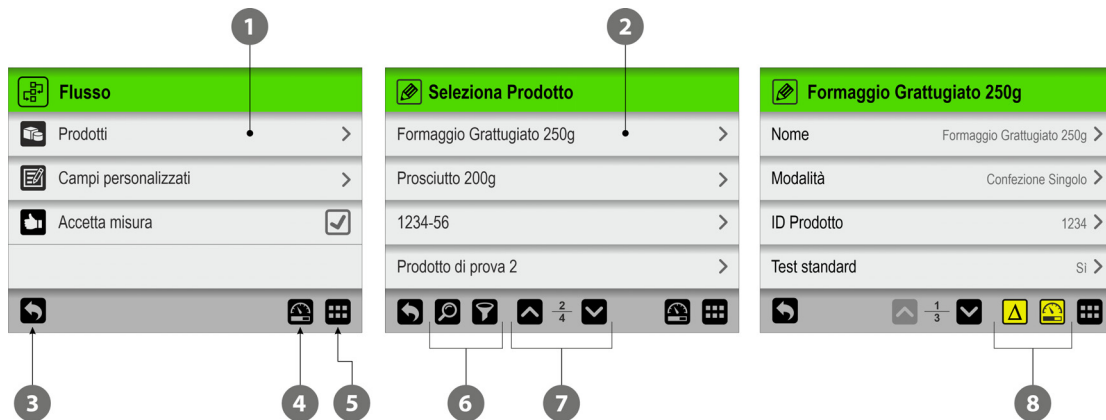 1
2
Flusso
Prodotti
Campi personalizzati
Accetta misura
Seleziona Prodotto
Formaggio Grattugiato 250g
Prosciutto 200g
1234-56
Prodotto di prova 2
2
4
Formaggio Grattugiato 250g
Nome Formaggio Grattugiato 250g
Modalità Confezione Singolo
ID Prodotto 1234
Test standard Sì
1
3
Δ
3
4
5
6
7
8